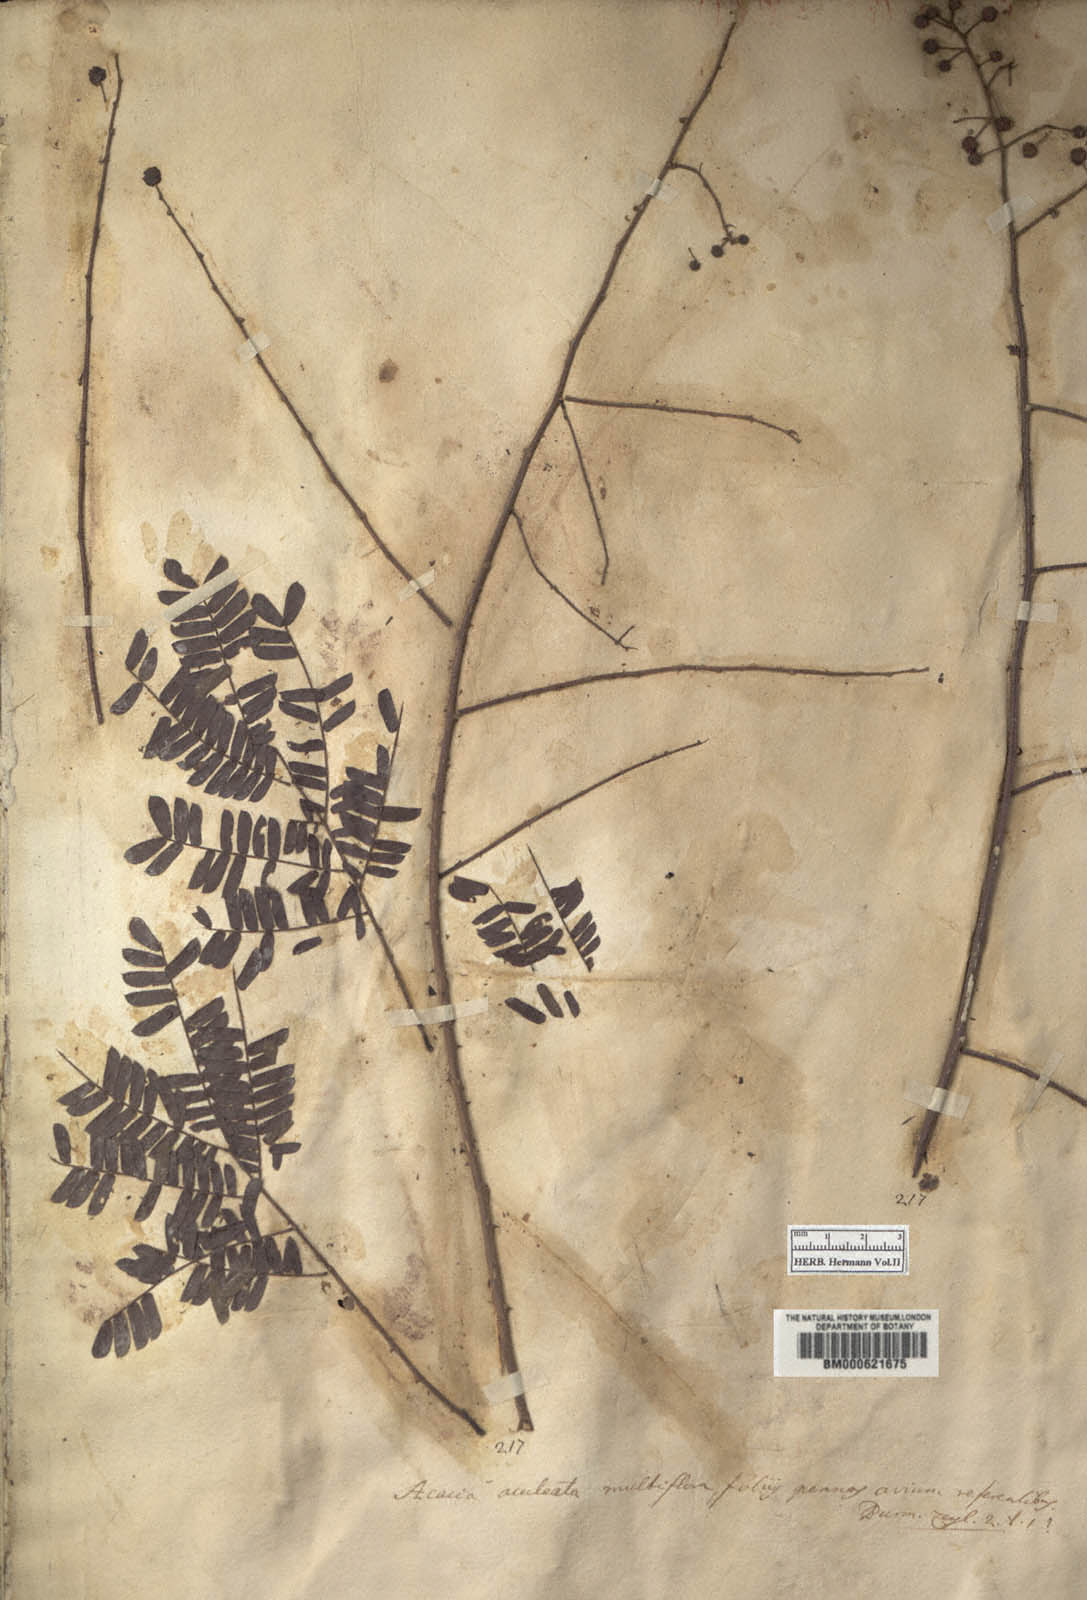 217
mm 1 2 3
HERB. Hermann Vol.II
THE NATURAL HISTORY MUSEUM, LONDON
DEPARTMENT OF BOTANY
BM000621675
217
Acacia aculeata multiflora, foliis pennas avium referentibus.
Burm. zeyl. 2. t. 1